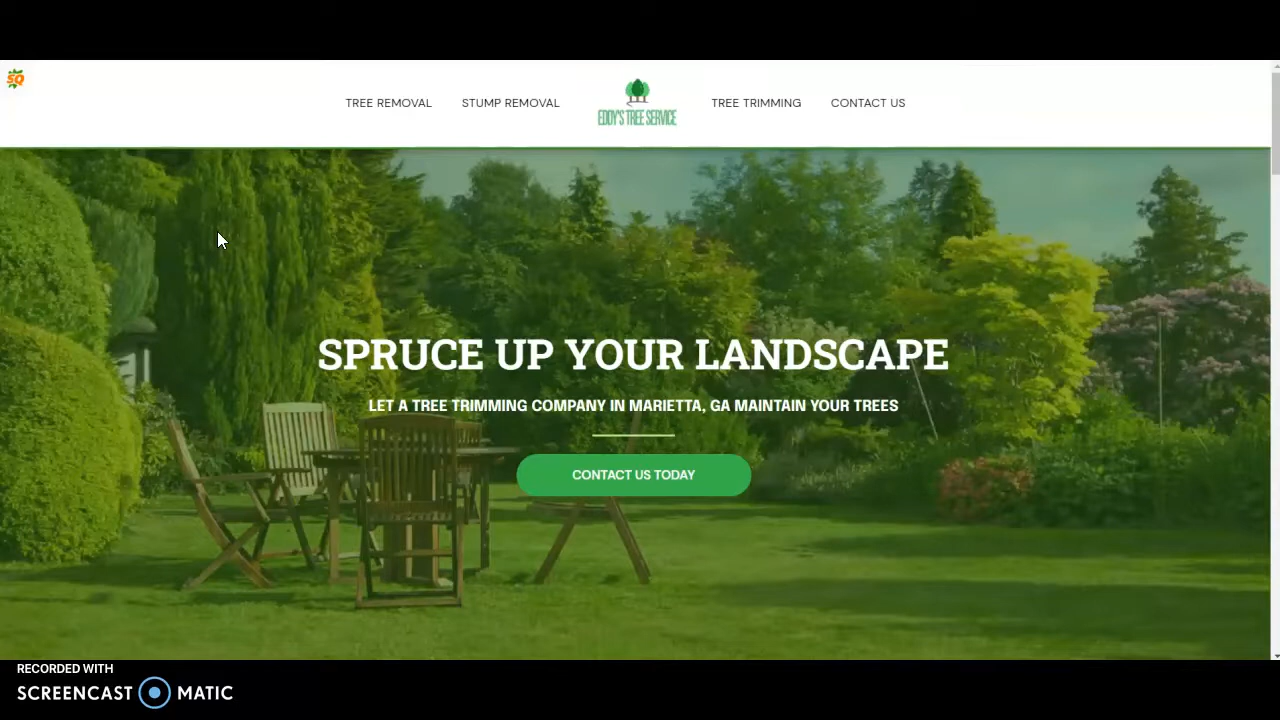 SQ
TREE REMOVAL
STUMP REMOVAL
EDDY'S TREE SERVICE
TREE TRIMMING
CONTACT US
SPRUCE UP YOUR LANDSCAPE
LET A TREE TRIMMING COMPANY IN MARIETTA, GA MAINTAIN YOUR TREES
CONTACT US TODAY
RECORDED WITH
SCREENCAST MATIC